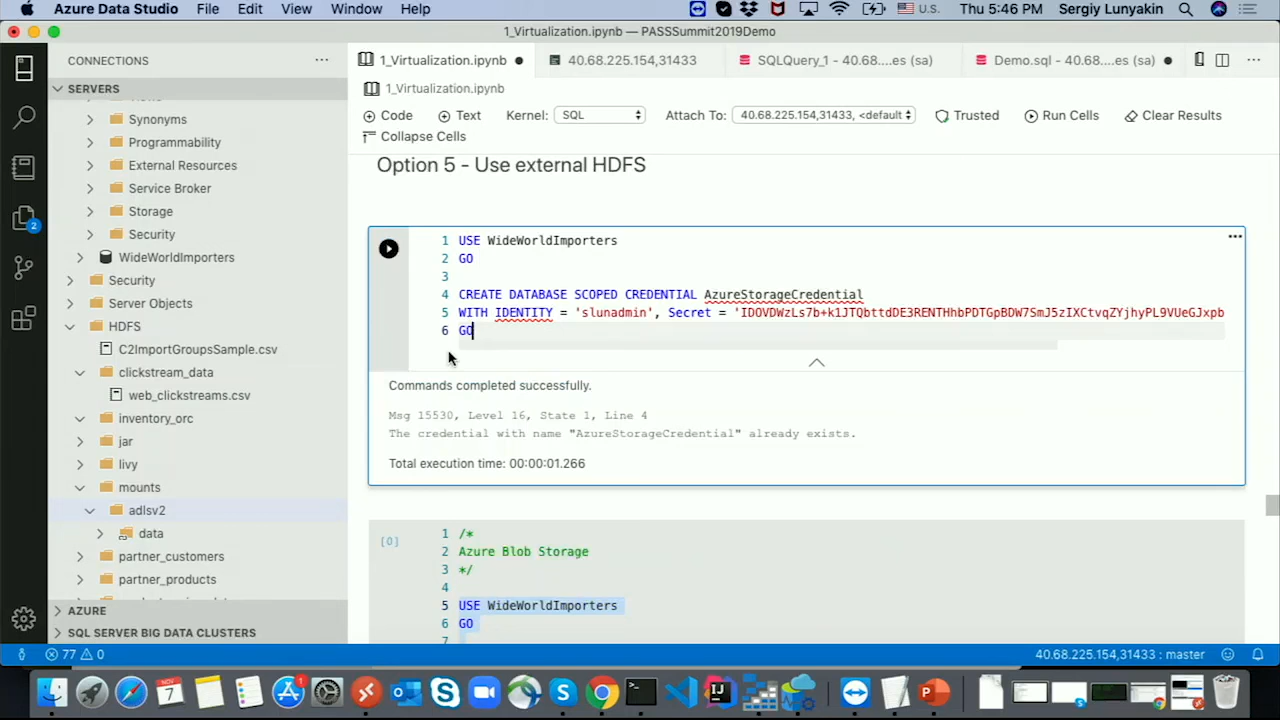 Azure Data Studio File Edit View Window Help U.S. Thu 5:46 PM Sergiy Lunyakin
1_Virtualization.ipynb — PASSSummit2019Demo
CONNECTIONS ...
1_Virtualization.ipynb ● 40.68.225.154,31433 SQLQuery_1 - 40.68....es (sa) Demo.sql - 40.68....es (sa) ● ...
SERVERS
1_Virtualization.ipynb
Code Text Kernel: SQL Attach To: 40.68.225.154,31433, <default Trusted Run Cells Clear Results
Collapse Cells
Synonyms
Programmability
External Resources
Service Broker
Storage
Security
WideWorldImporters
Security
Server Objects
HDFS
C2ImportGroupsSample.csv
clickstream_data
web_clickstreams.csv
inventory_orc
jar
livy
mounts
adlsv2
data
partner_customers
partner_products
AZURE
SQL SERVER BIG DATA CLUSTERS
Option 5 - Use external HDFS
1 USE WideWorldImporters
2 GO
3
4 CREATE DATABASE SCOPED CREDENTIAL AzureStorageCredential
5 WITH IDENTITY = 'slunadmin', Secret = 'IDOVDWzLs7b+k1JTQbttdDE3RENTHhbPDTGpBDW7SmJ5zIXCtvqZYjhyPL9VUeGJxpb
6 GO
...
Commands completed successfully.
Msg 15530, Level 16, State 1, Line 4
The credential with name "AzureStorageCredential" already exists.
Total execution time: 00:00:01.266
[0]
1 /*
2 Azure Blob Storage
3 */
4
5 USE WideWorldImporters
6 GO
7
2
77 0
40.68.225.154,31433 : master
NOV
7
1